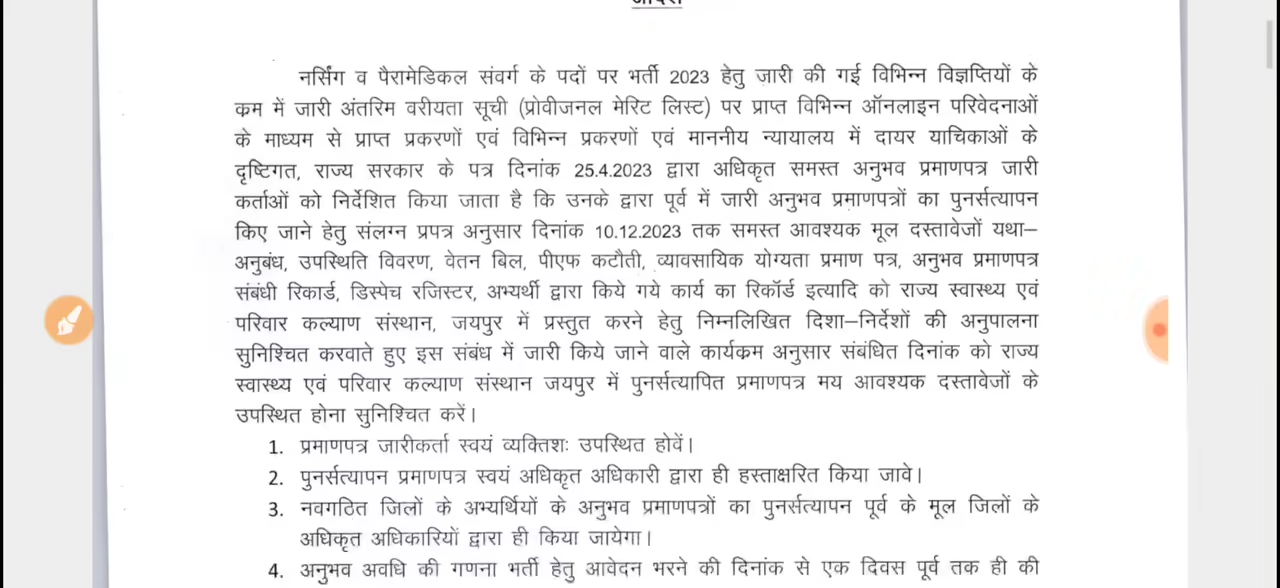 आदेश
नर्सिंग व पैरामेडिकल संवर्ग के पदों पर भर्ती 2023 हेतु जारी की गई विभिन्न विज्ञप्तियों के
क्रम में जारी अंतरिम वरीयता सूची (प्रोवीजनल मेरिट लिस्ट) पर प्राप्त विभिन्न ऑनलाइन परिवेदनाओं
के माध्यम से प्राप्त प्रकरणों एवं विभिन्न प्रकरणों एवं माननीय न्यायालय में दायर याचिकाओं के
दृष्टिगत, राज्य सरकार के पत्र दिनांक 25.4.2023 द्वारा अधिकृत समस्त अनुभव प्रमाणपत्र जारी
कर्ताओं को निर्देशित किया जाता है कि उनके द्वारा पूर्व में जारी अनुभव प्रमाणपत्रों का पुनर्सत्यापन
किए जाने हेतु संलग्न प्रपत्र अनुसार दिनांक 10.12.2023 तक समस्त आवश्यक मूल दस्तावेजों यथा–
अनुबंध, उपस्थिति विवरण, वेतन बिल, पीएफ कटौती, व्यावसायिक योग्यता प्रमाण पत्र, अनुभव प्रमाणपत्र
संबंधी रिकार्ड, डिस्पेच रजिस्टर, अभ्यर्थी द्वारा किये गये कार्य का रिकॉर्ड इत्यादि को राज्य स्वास्थ्य एवं
परिवार कल्याण संस्थान, जयपुर में प्रस्तुत करने हेतु निम्नलिखित दिशा–निर्देशों की अनुपालना
सुनिश्चित करवाते हुए इस संबंध में जारी किये जाने वाले कार्यक्रम अनुसार संबंधित दिनांक को राज्य
स्वास्थ्य एवं परिवार कल्याण संस्थान जयपुर में पुनर्सत्यापित प्रमाणपत्र मय आवश्यक दस्तावेजों के
उपस्थित होना सुनिश्चित करें।
1. प्रमाणपत्र जारीकर्ता स्वयं व्यक्तिशः उपस्थित होवें।
2. पुनर्सत्यापन प्रमाणपत्र स्वयं अधिकृत अधिकारी द्वारा ही हस्ताक्षरित किया जावे।
3. नवगठित जिलों के अभ्यर्थियों के अनुभव प्रमाणपत्रों का पुनर्सत्यापन पूर्व के मूल जिलों के
अधिकृत अधिकारियों द्वारा ही किया जायेगा।
4. अनुभव अवधि की गणना भर्ती हेतु आवेदन भरने की दिनांक से एक दिवस पूर्व तक ही की